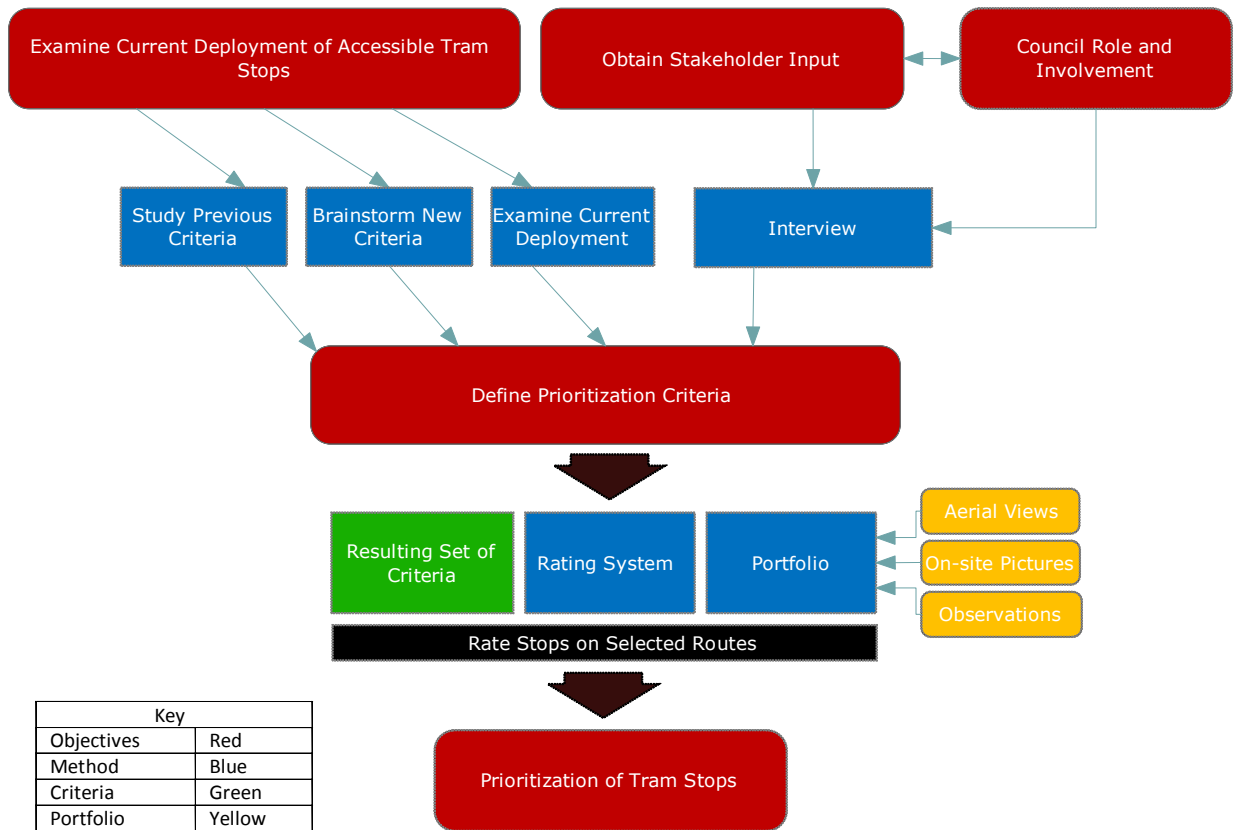 Examine Current Deployment of Accessible Tram
Stops
Obtain Stakeholder Input
Council Role and
Involvement
Study Previous
Criteria
Brainstorm New
Criteria
Examine Current
Deployment
Interview
Define Prioritization Criteria
Resulting Set of
Criteria
Rating System
Portfolio
Aerial Views
On-site Pictures
Observations
Rate Stops on Selected Routes
Key
Objectives Red
Method Blue
Criteria Green
Portfolio Yellow
Prioritization of Tram Stops